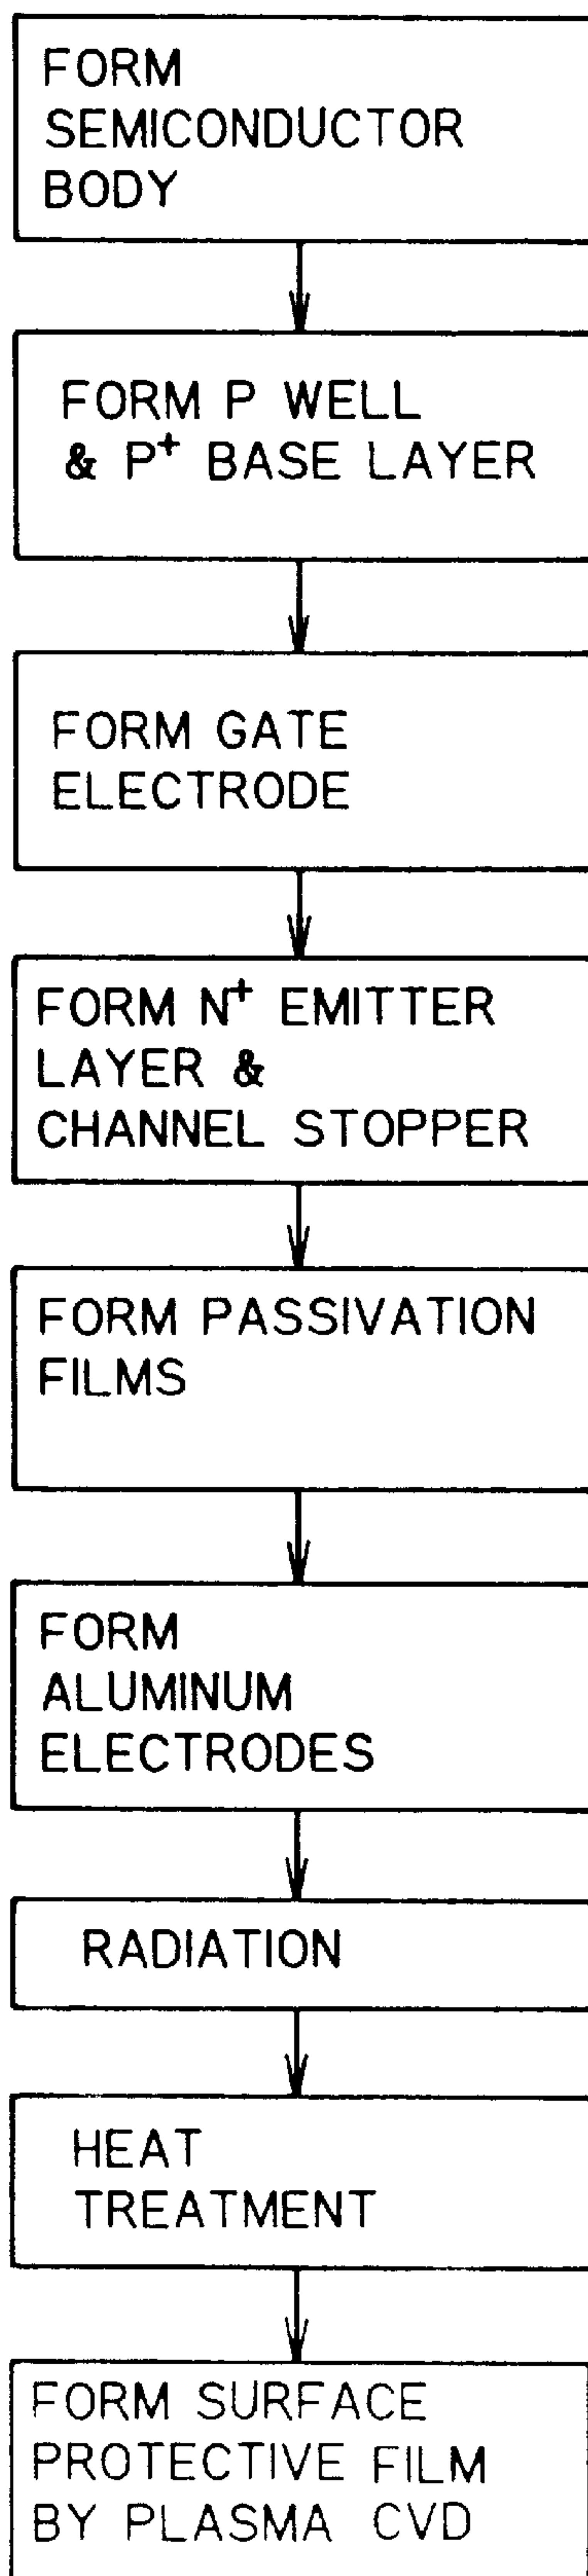 FORM
SEMICONDUCTOR
BODY
FORM P WELL
& P⁺ BASE LAYER
FORM GATE
ELECTRODE
FORM N⁺ EMITTER
LAYER &
CHANNEL STOPPER
FORM PASSIVATION
FILMS
FORM
ALUMINUM
ELECTRODES
RADIATION
HEAT
TREATMENT
FORM SURFACE
PROTECTIVE FILM
BY PLASMA CVD